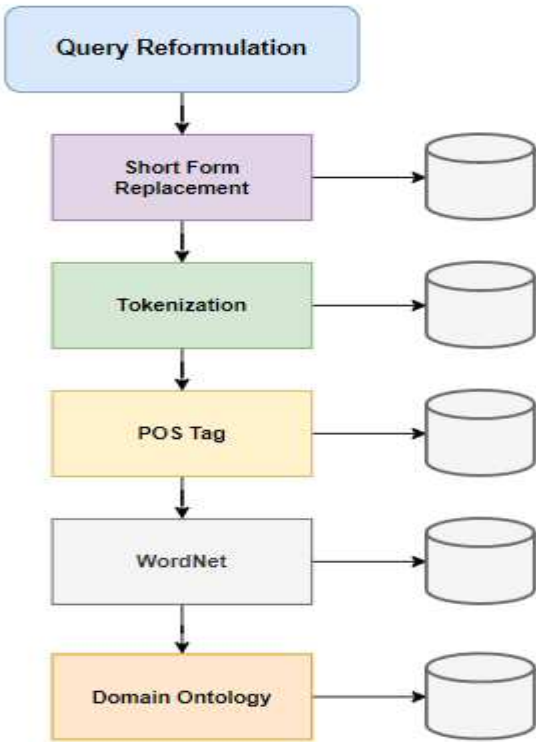 Query Reformulation
Short Form
Replacement
Tokenization
POS Tag
WordNet
Domain Ontology